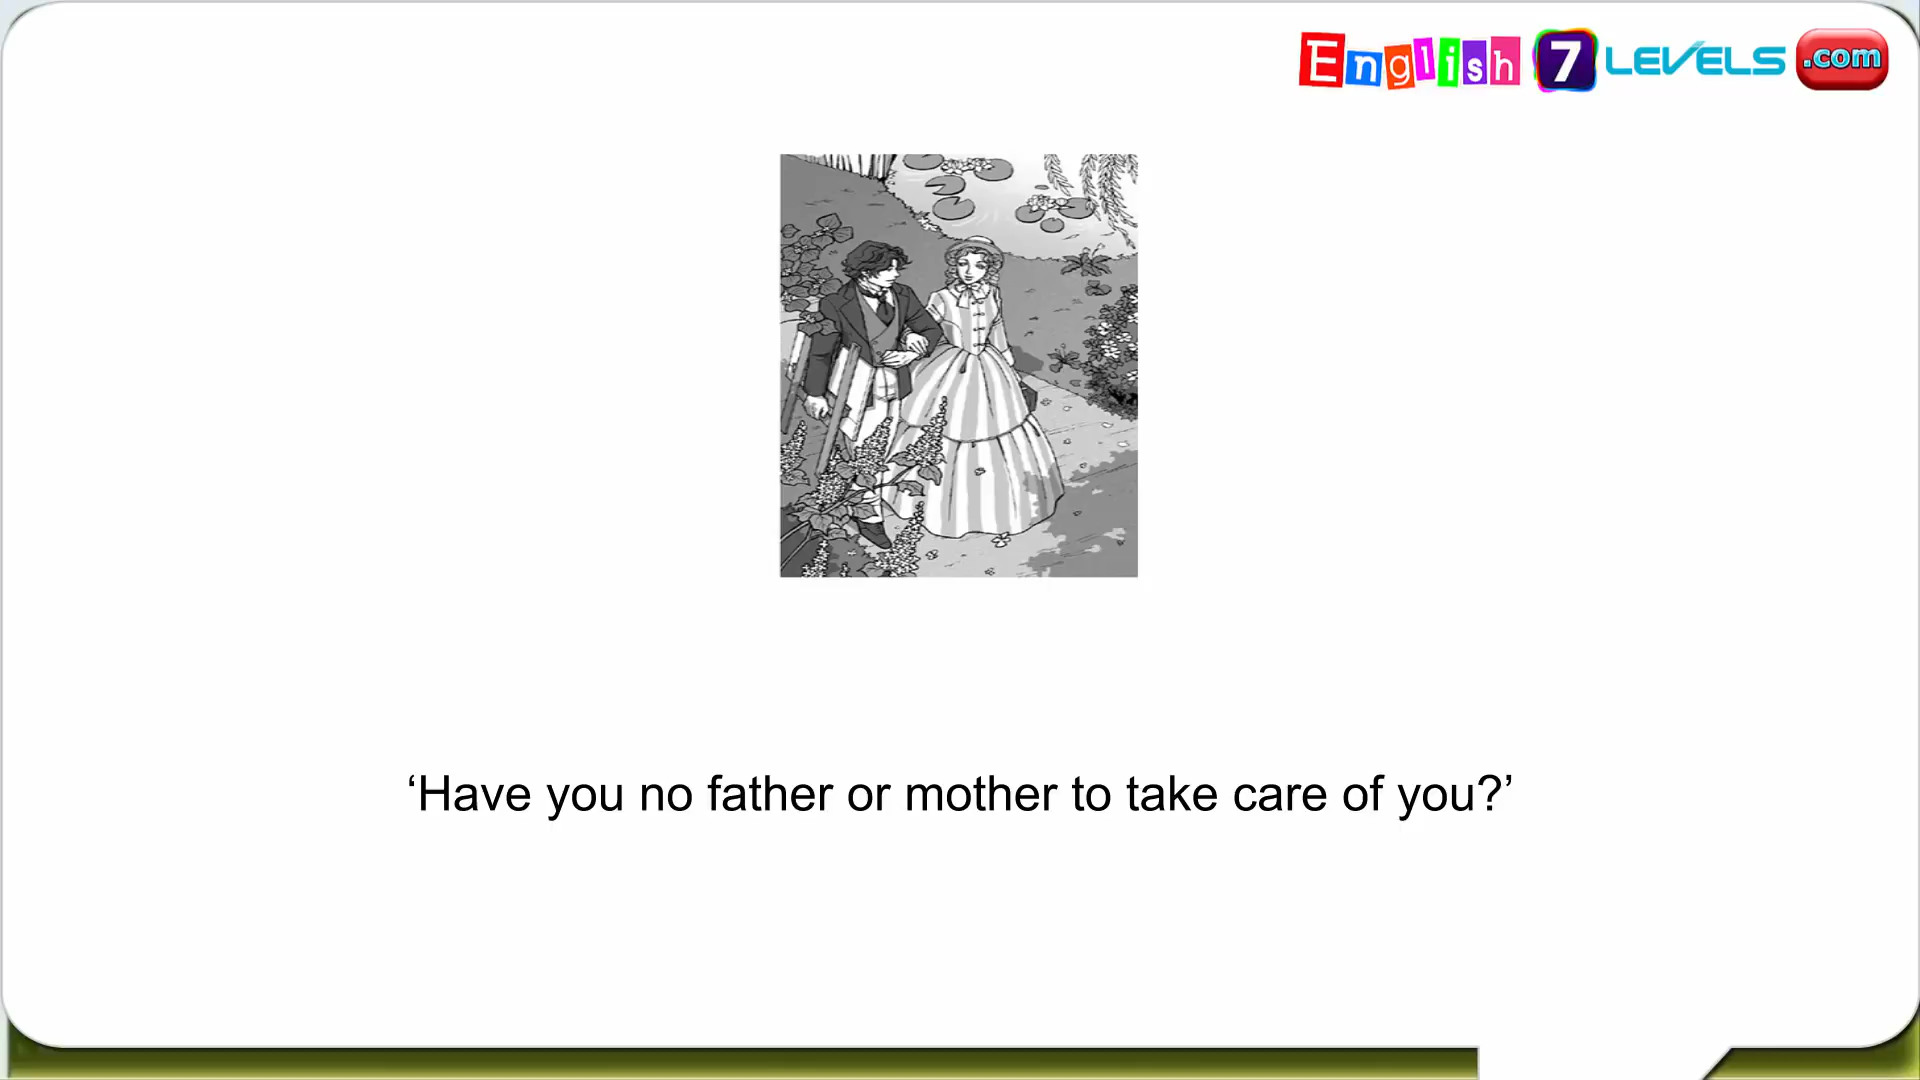 English 7 LEVELS .com
‘Have you no father or mother to take care of you?’